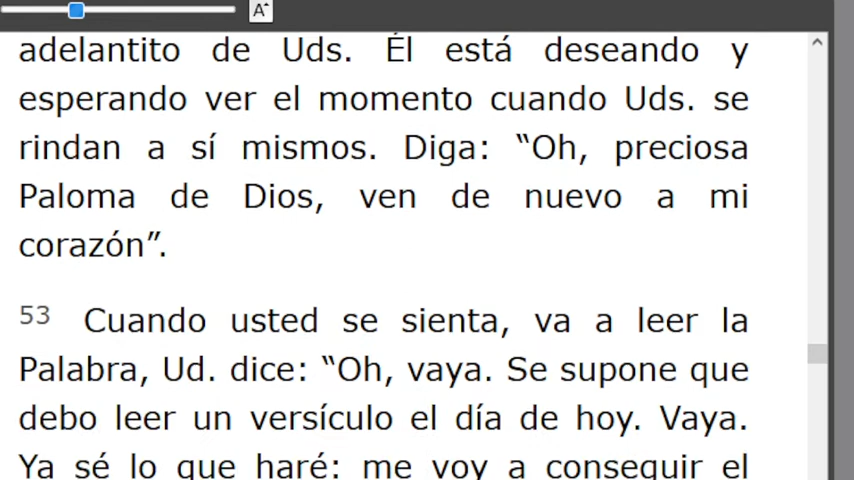 A
adelantito de Uds. Él está deseando y
esperando ver el momento cuando Uds. se
rindan a sí mismos. Diga: “Oh, preciosa
Paloma de Dios, ven de nuevo a mi
corazón”.
53 Cuando usted se sienta, va a leer la
Palabra, Ud. dice: “Oh, vaya. Se supone que
debo leer un versículo el día de hoy. Vaya.
Ya sé lo que haré: me voy a conseguir el